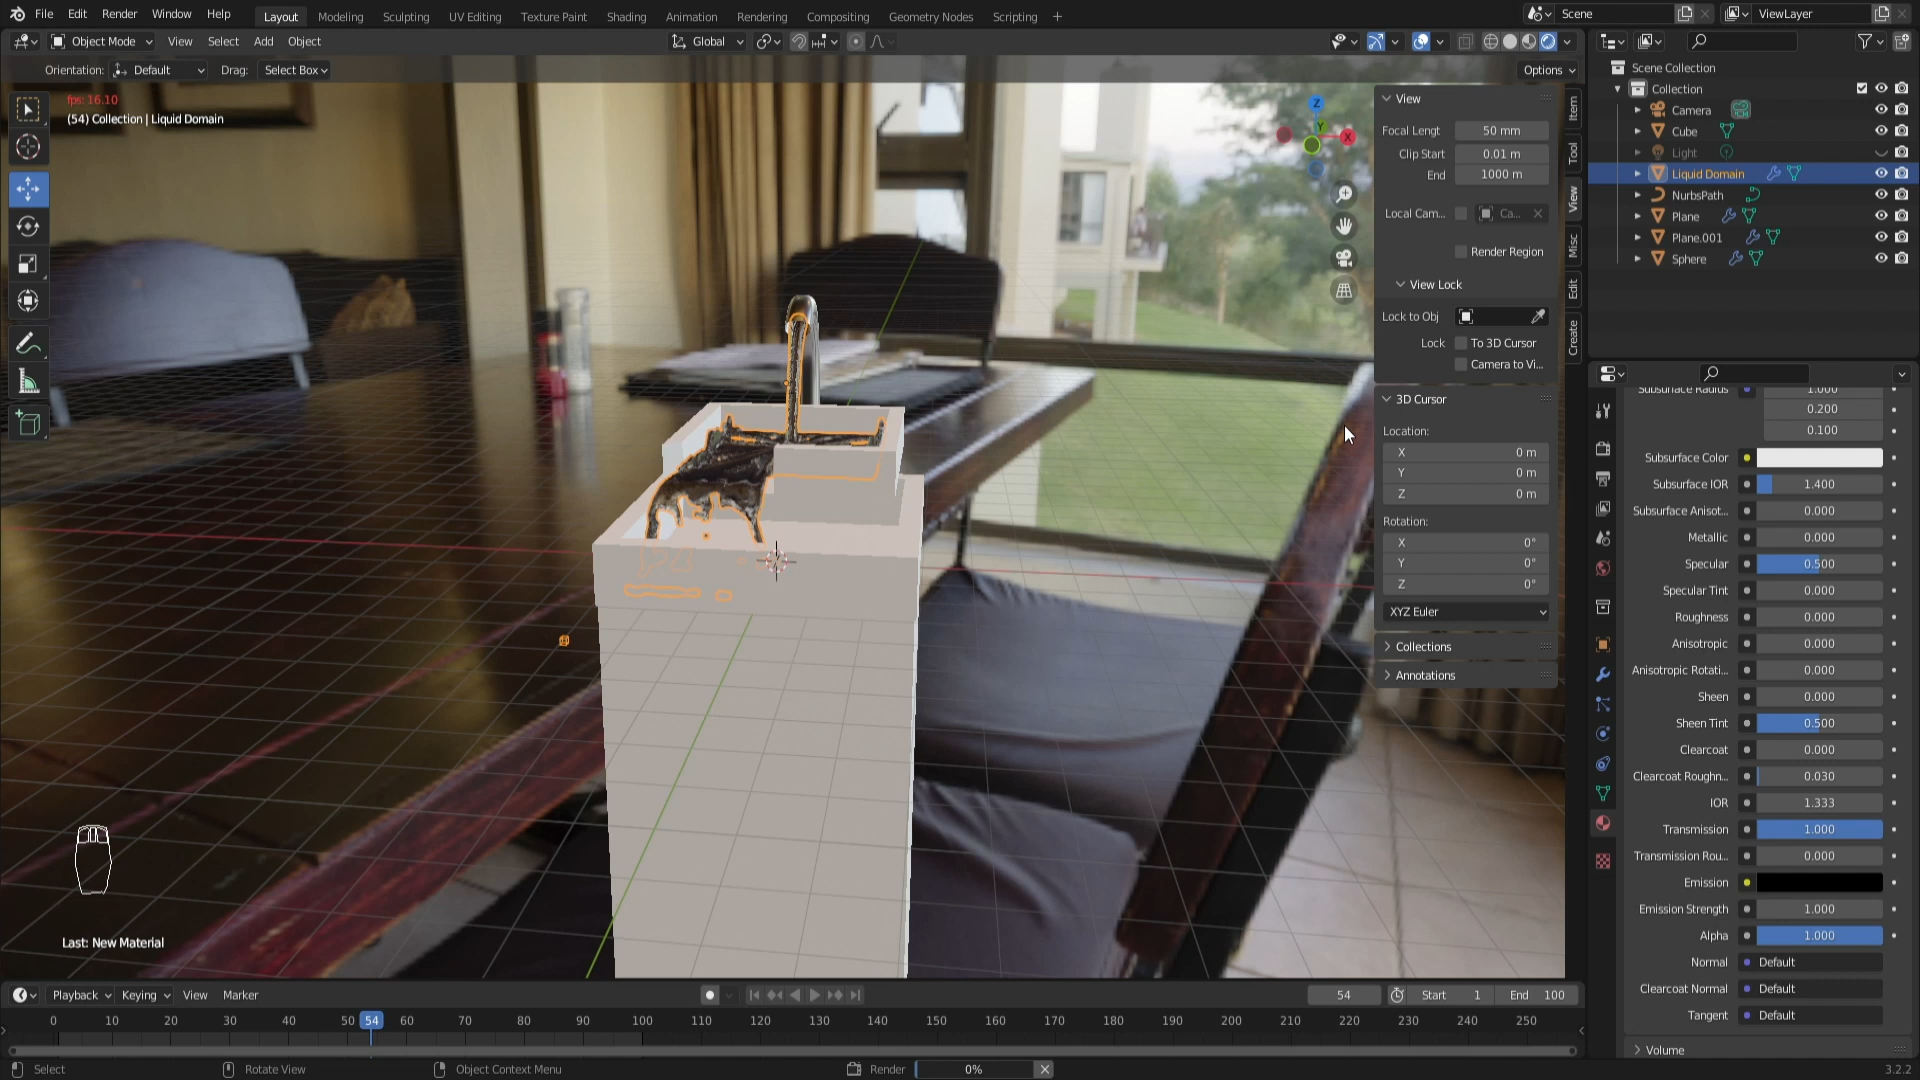 File Edit Render Window Help Layout Modeling Sculpting UV Editing Texture Paint Shading Animation Rendering Compositing Geometry Nodes Scripting + Scene ViewLayer
Object Mode View Select Add Object Global
Orientation: Default Drag: Select Box Options
fps: 16.10
(54) Collection | Liquid Domain
Z
Y
X
View
Focal Lengt 50 mm
Clip Start 0.01 m
End 1000 m
Local Cam... Ca...
Render Region
View Lock
Lock to Obj
Lock To 3D Cursor
Camera to Vi...
3D Cursor
Location:
X 0 m
Y 0 m
Z 0 m
Rotation:
X 0°
Y 0°
Z 0°
XYZ Euler
Collections
Annotations
Item
Tool
View
Misc
Edit
Create
Scene Collection
Collection
Camera
Cube
Light
Liquid Domain
NurbsPath
Plane
Plane.001
Sphere
Subsurface Radius 1.000
0.200
0.100
Subsurface Color
Subsurface IOR 1.400
Subsurface Anisot... 0.000
Metallic 0.000
Specular 0.500
Specular Tint 0.000
Roughness 0.000
Anisotropic 0.000
Anisotropic Rotati... 0.000
Sheen 0.000
Sheen Tint 0.500
Clearcoat 0.000
Clearcoat Roughn... 0.030
IOR 1.333
Transmission 1.000
Transmission Rou... 0.000
Emission
Emission Strength 1.000
Alpha 1.000
Normal Default
Clearcoat Normal Default
Tangent Default
Volume
Last: New Material
Playback Keying View Marker 54 Start 1 End 100
0 10 20 30 40 50 54 60 70 80 90 100 110 120 130 140 150 160 170 180 190 200 210 220 230 240 250
Select Rotate View Object Context Menu Render 0% 3.2.2